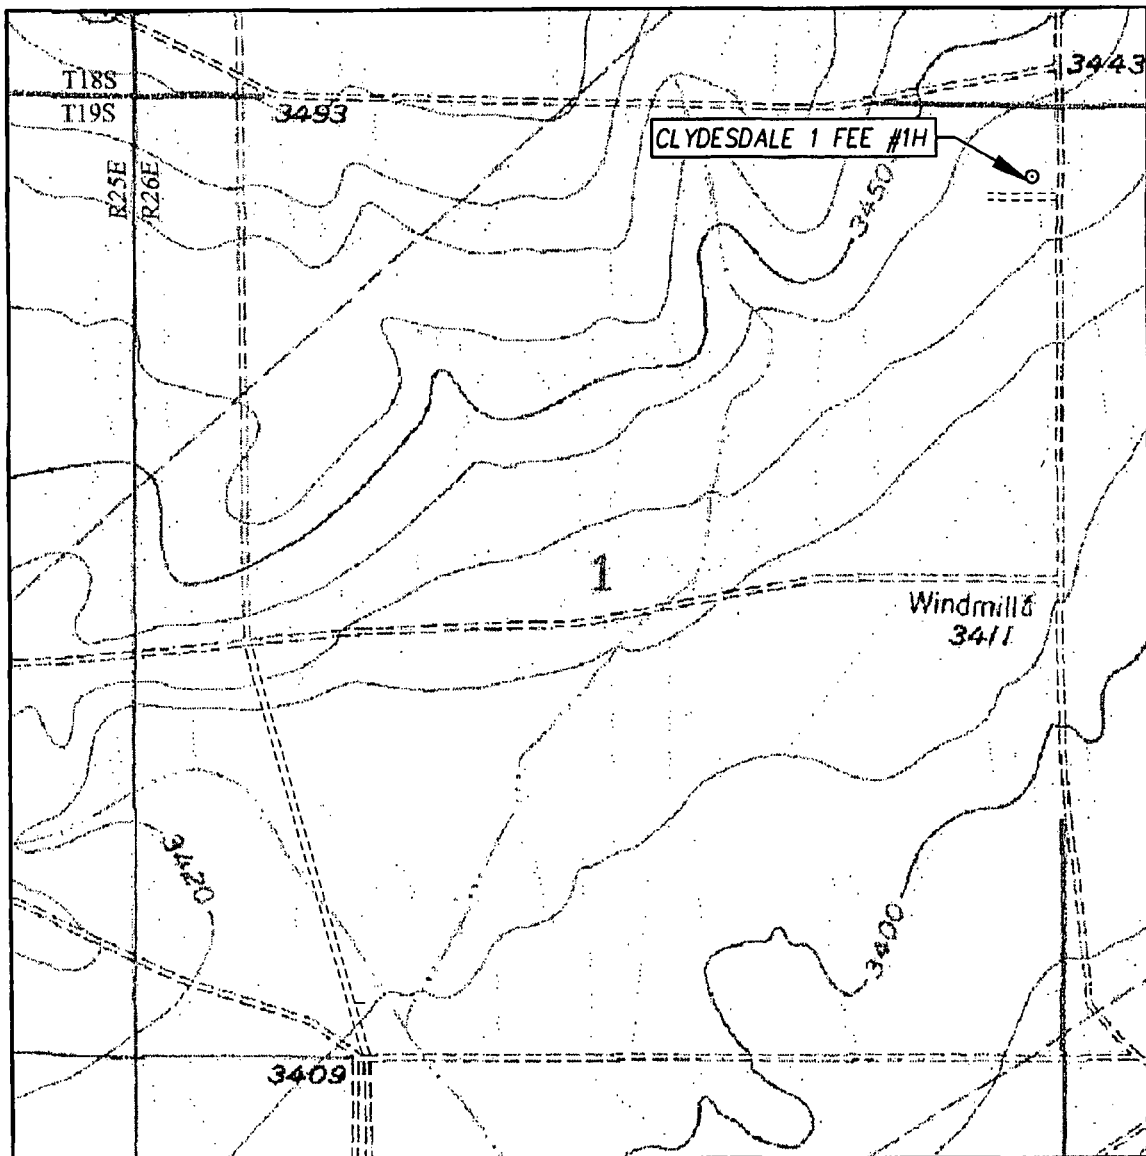 T18S
T19S
3493
3443
CLYDESDALE 1 FEE #1H
R25E
R26E
3450
1
Windmill
3411
3420
3400
3409